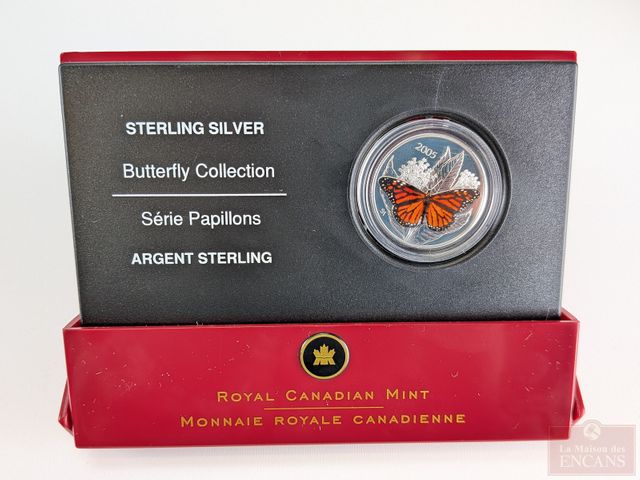 STERLING SILVER
Butterfly Collection
Série Papillons
ARGENT STERLING
2005
ROYAL CANADIAN MINT
MONNAIE ROYALE CANADIENNE
La Maison des
ENCANS